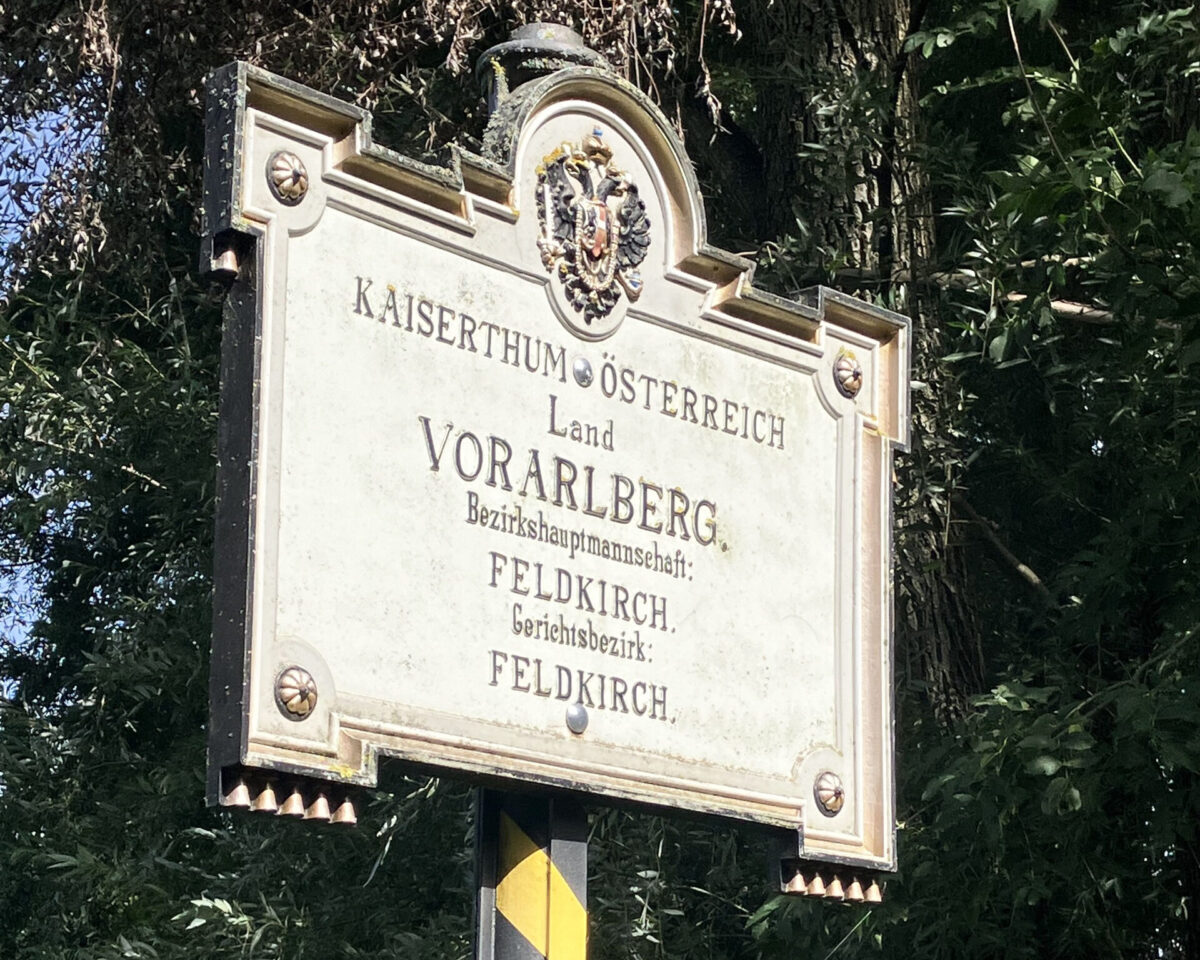 KAISERTHUM ÖSTERREICH
Land
VORARLBERG.
Bezirkshauptmannschaft:
FELDKIRCH.
Gerichtsbezirk:
FELDKIRCH.